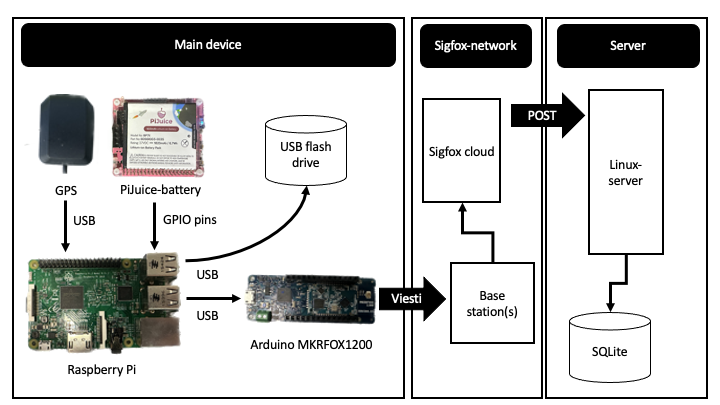 Main device
Sigfox-network
Server
PiJuice
GPS
PiJuice-battery
USB flash
drive
Sigfox cloud
POST
Linux-
server
USB
GPIO pins
USB
USB
Viesti
Base
station(s)
Arduino MKRFOX1200
Raspberry Pi
SQLite